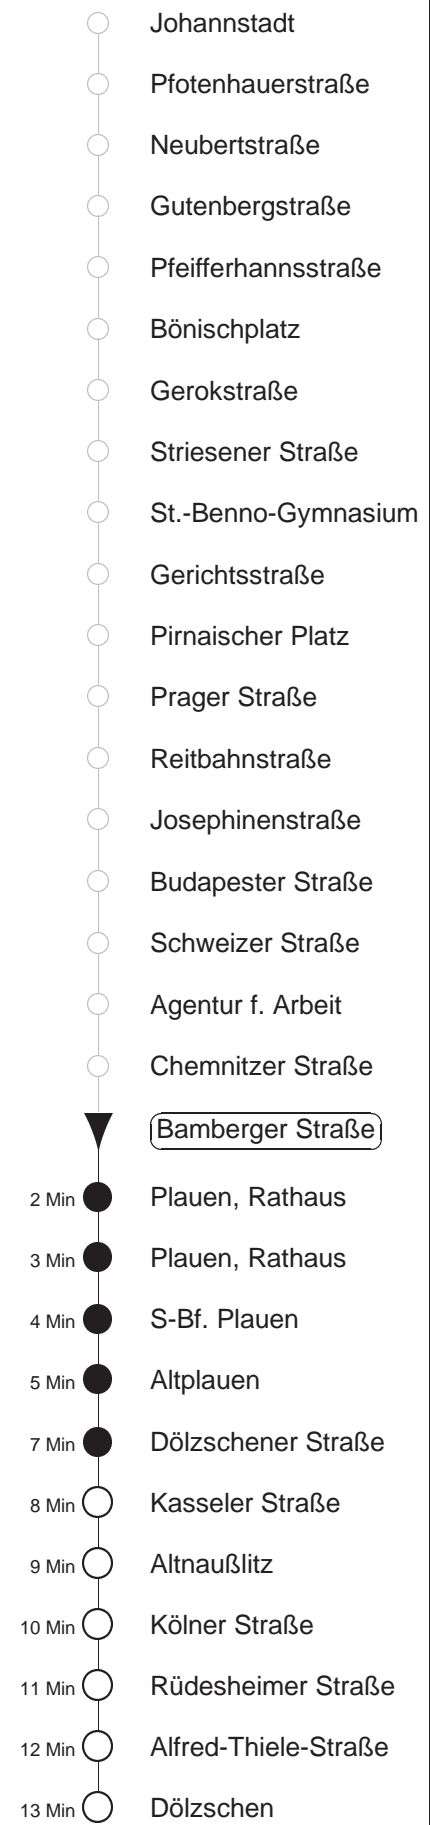 Johannstadt
Pfotenhauerstraße
Neubertstraße
Gutenbergstraße
Pfeifferhannsstraße
Bönischplatz
Gerokstraße
Striesener Straße
St.-Benno-Gymnasium
Gerichtsstraße
Pirnaischer Platz
Prager Straße
Reitbahnstraße
Josephinenstraße
Budapester Straße
Schweizer Straße
Agentur f. Arbeit
Chemnitzer Straße
Bamberger Straße
2 Min Plauen, Rathaus
3 Min Plauen, Rathaus
4 Min S-Bf. Plauen
5 Min Altplauen
7 Min Dölzschener Straße
8 Min Kasseler Straße
9 Min Altnaußlitz
10 Min Kölner Straße
11 Min Rüdesheimer Straße
12 Min Alfred-Thiele-Straße
13 Min Dölzschen